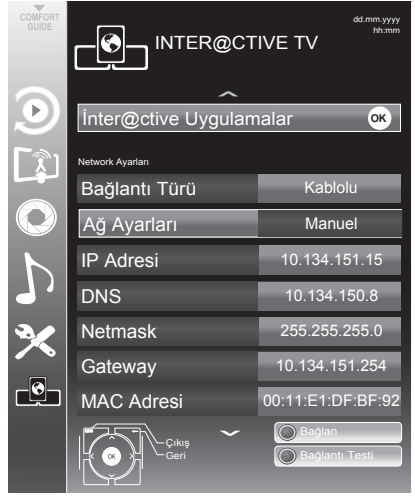 COMFORT
GUIDE
INTER@CTIVE TV
dd.mm.yyyy
hh:mm
İnter@ctive Uygulamalar OK
Network Ayarları
Bağlantı Türü Kablolu
Ağ Ayarları Manuel
IP Adresi 10.134.151.15
DNS 10.134.150.8
Netmask 255.255.255.0
Gateway 10.134.151.254
MAC Adresi 00:11:E1:DF:BF:92
OK
Çıkış
Geri
Bağlan
Bağlantı Testi